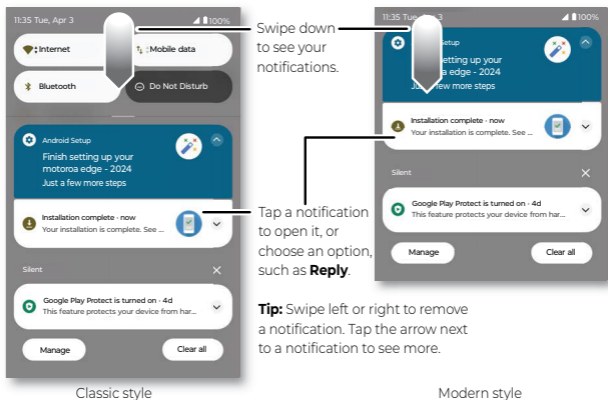 11:35 Tue, Apr 3
100%
Internet
Mobile data
Bluetooth
Do Not Disturb
Android Setup
Finish setting up your
motoroa edge - 2024
Just a few more steps
Installation complete · now
Your installation is complete. See ...
Silent
Google Play Protect is turned on · 4d
This feature protects your device from har...
Manage
Clear all
Classic style
Swipe down
to see your
notifications.
Tap a notification
to open it, or
choose an option,
such as Reply.
Tip: Swipe left or right to remove
a notification. Tap the arrow next
to a notification to see more.
11:35 Tue, Apr 3
100%
Setup
setting up your
edge - 2024
Just a few more steps
Installation complete · now
Your installation is complete. See ...
Silent
Google Play Protect is turned on · 4d
This feature protects your device from har...
Manage
Clear all
Modern style